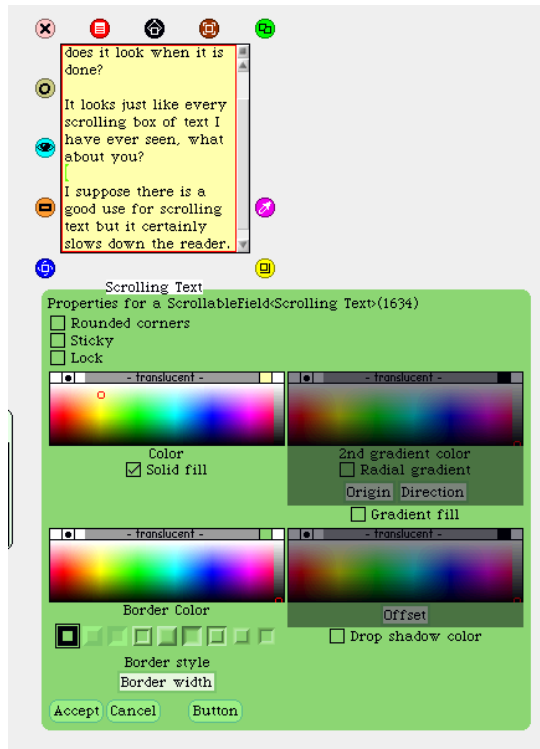 does it look when it is
done?
It looks just like every
scrolling box of text I
have ever seen, what
about you?
I suppose there is a
good use for scrolling
text but it certainly
slows down the reader.
Scrolling Text
Properties for a ScrollableField<Scrolling Text>(1634)
Rounded corners
Sticky
Lock
- translucent - - translucent -
Color 2nd gradient color
Solid fill Radial gradient
Origin Direction
Gradient fill
- translucent - - translucent -
Border Color Offset
Drop shadow color
Border style
Border width
Accept Cancel Button